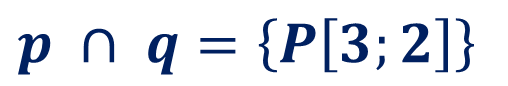 p ∩ q = {P[3; 2]}